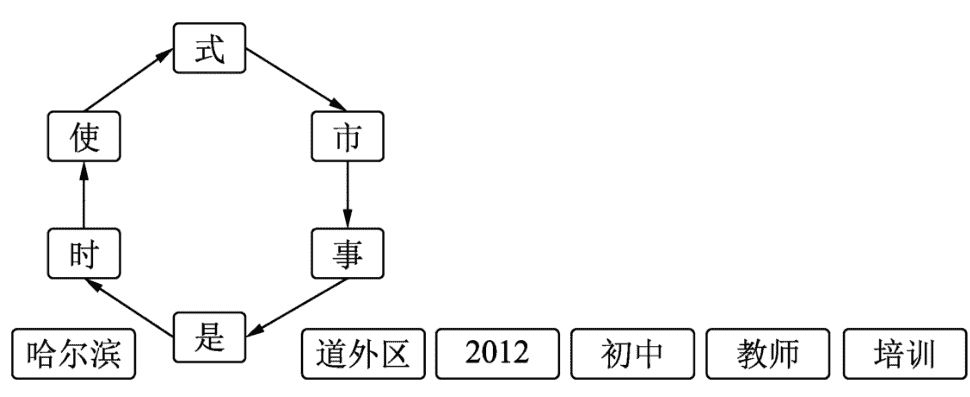 式
使 市
时 事
是
哈尔滨 道外区 2012 初中 教师 培训